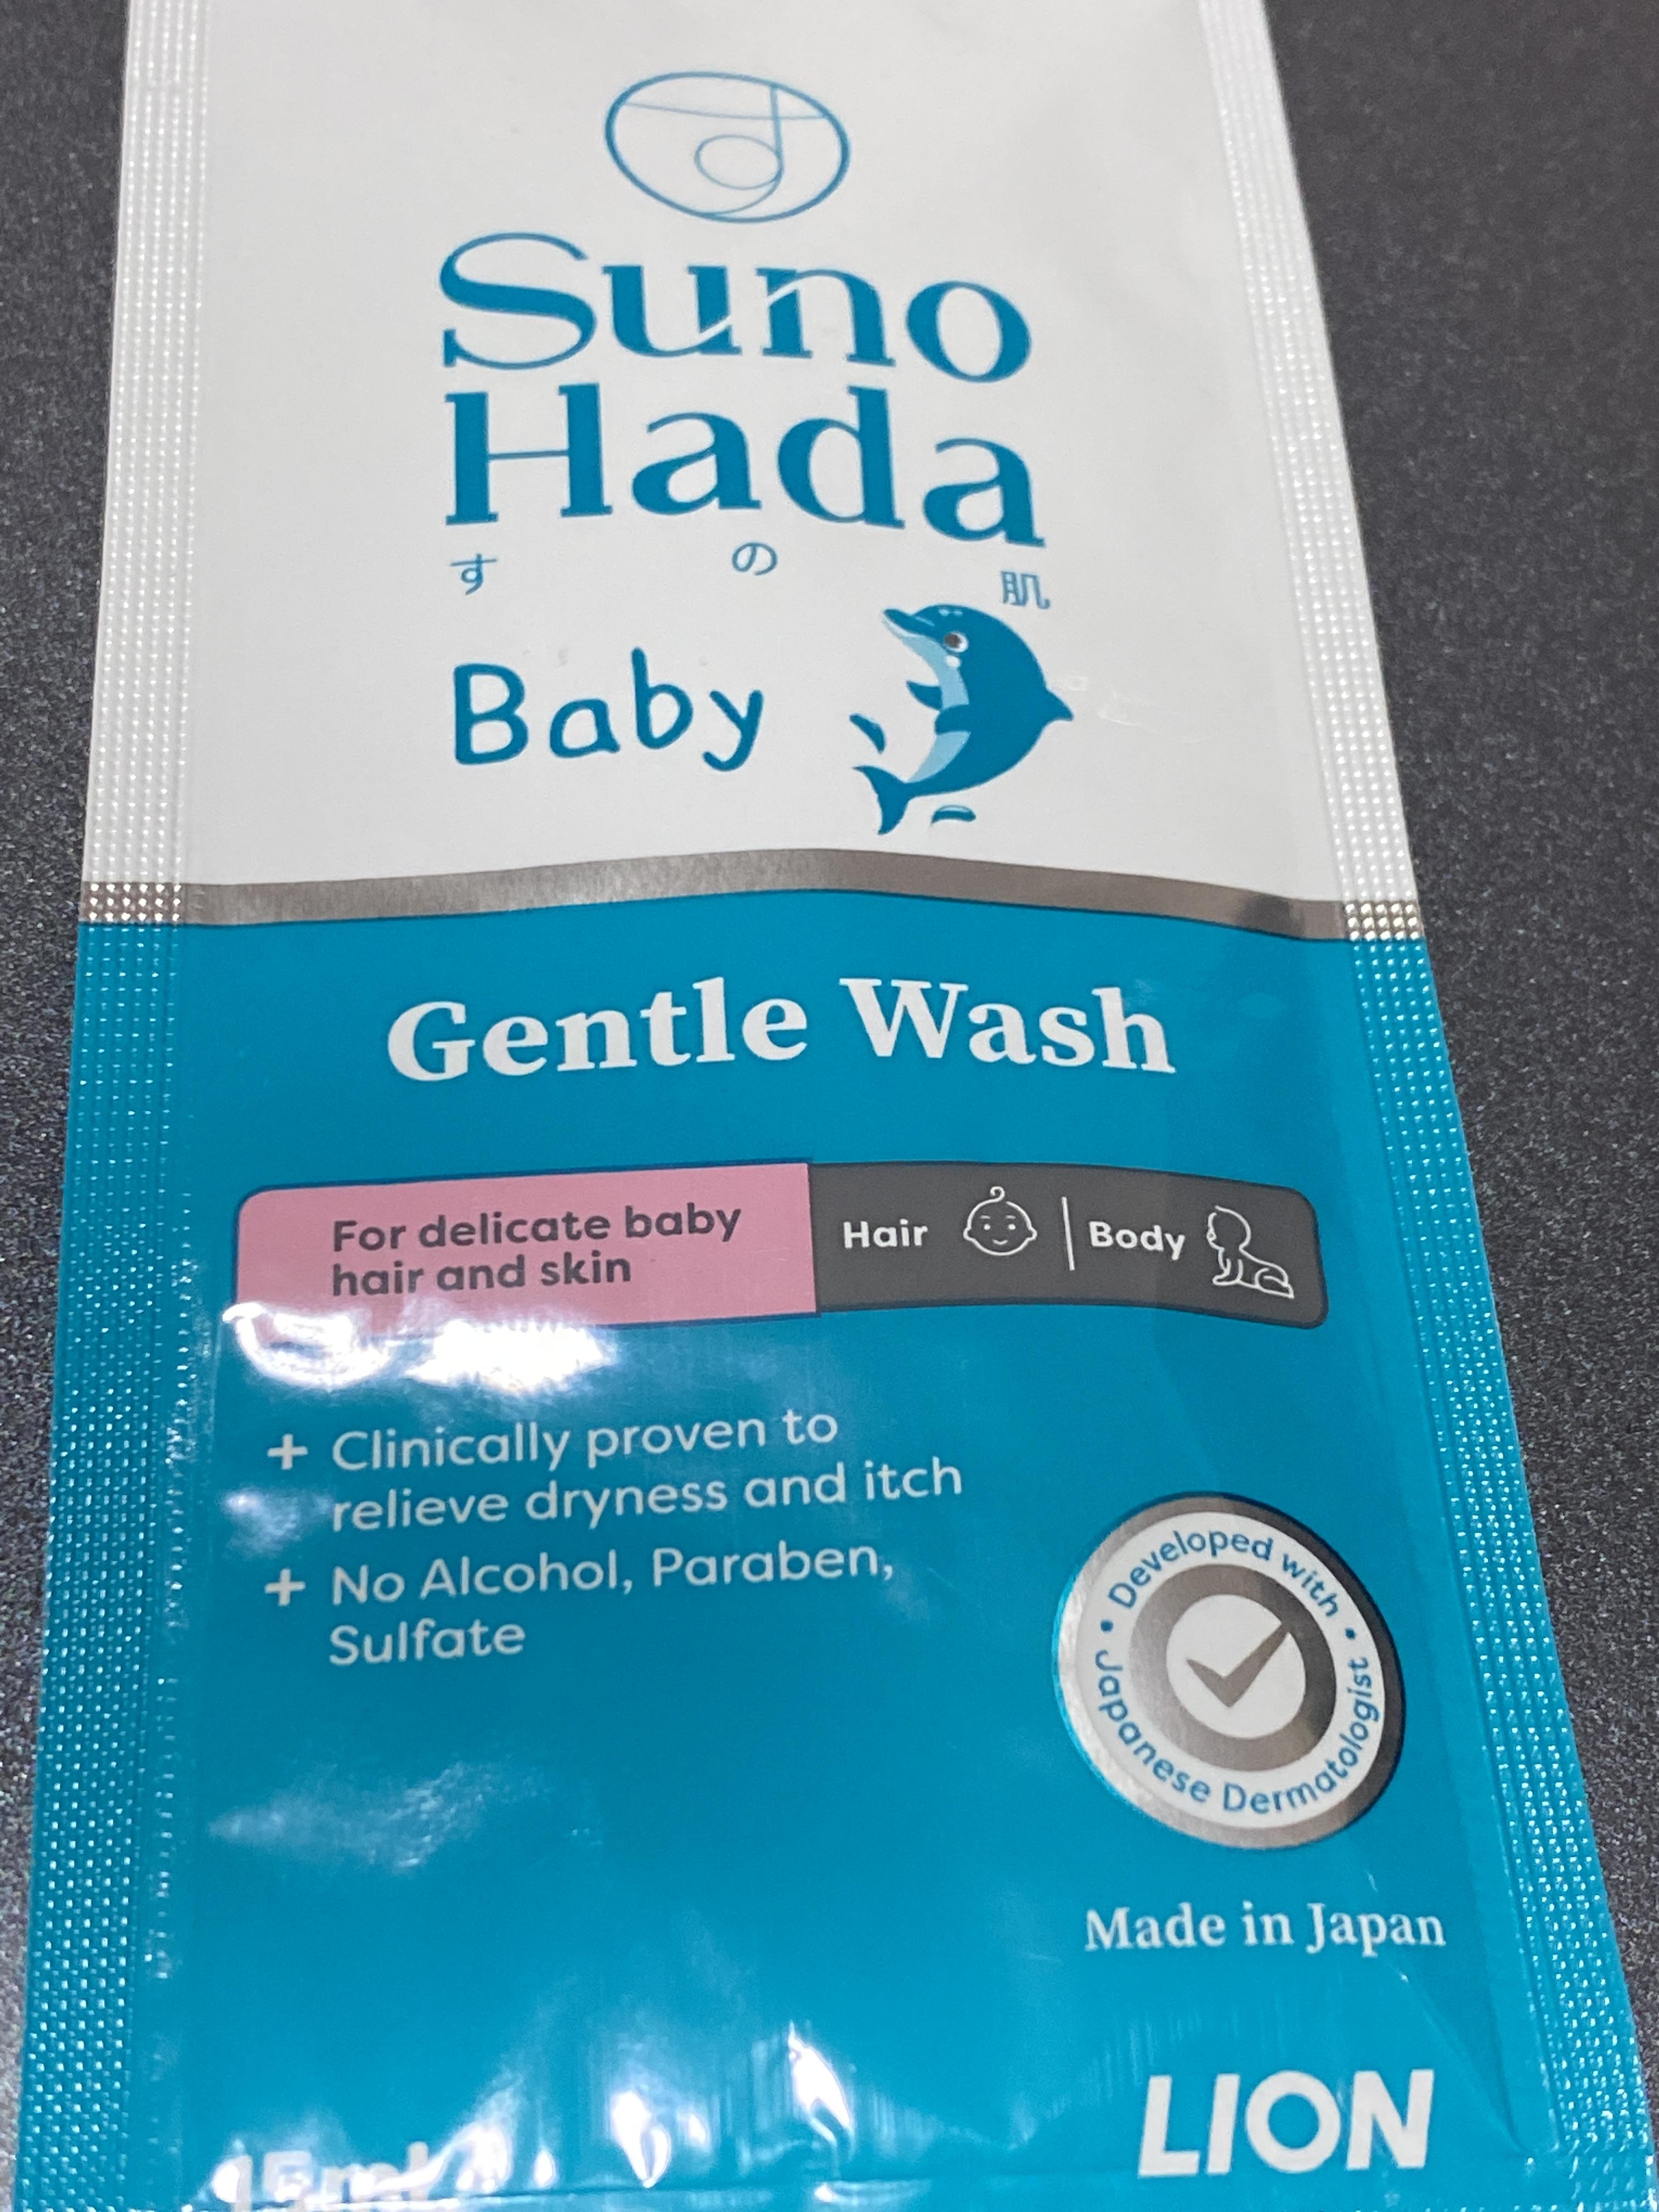 Suno
Hada
すの肌
Baby
Gentle Wash
For delicate baby
hair and skin
Hair | Body
+ Clinically proven to
relieve dryness and itch
+ No Alcohol, Paraben,
Sulfate
• Developed with •
Japanese Dermatologist
Made in Japan
LION
15ml